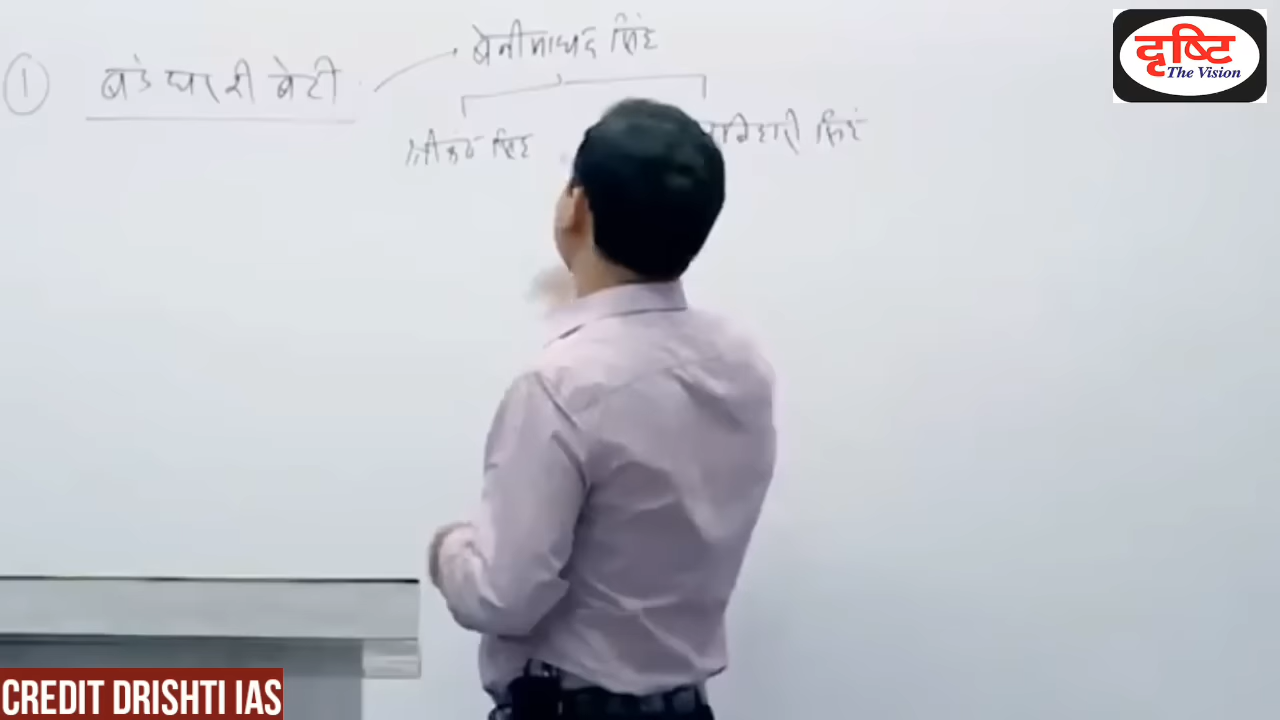 ① बड़े घर की बेटी
बेनीमाधव सिंह
श्रीकंठ सिंह
बिहारी सिंह
दृष्टि
The Vision
CREDIT DRISHTI IAS